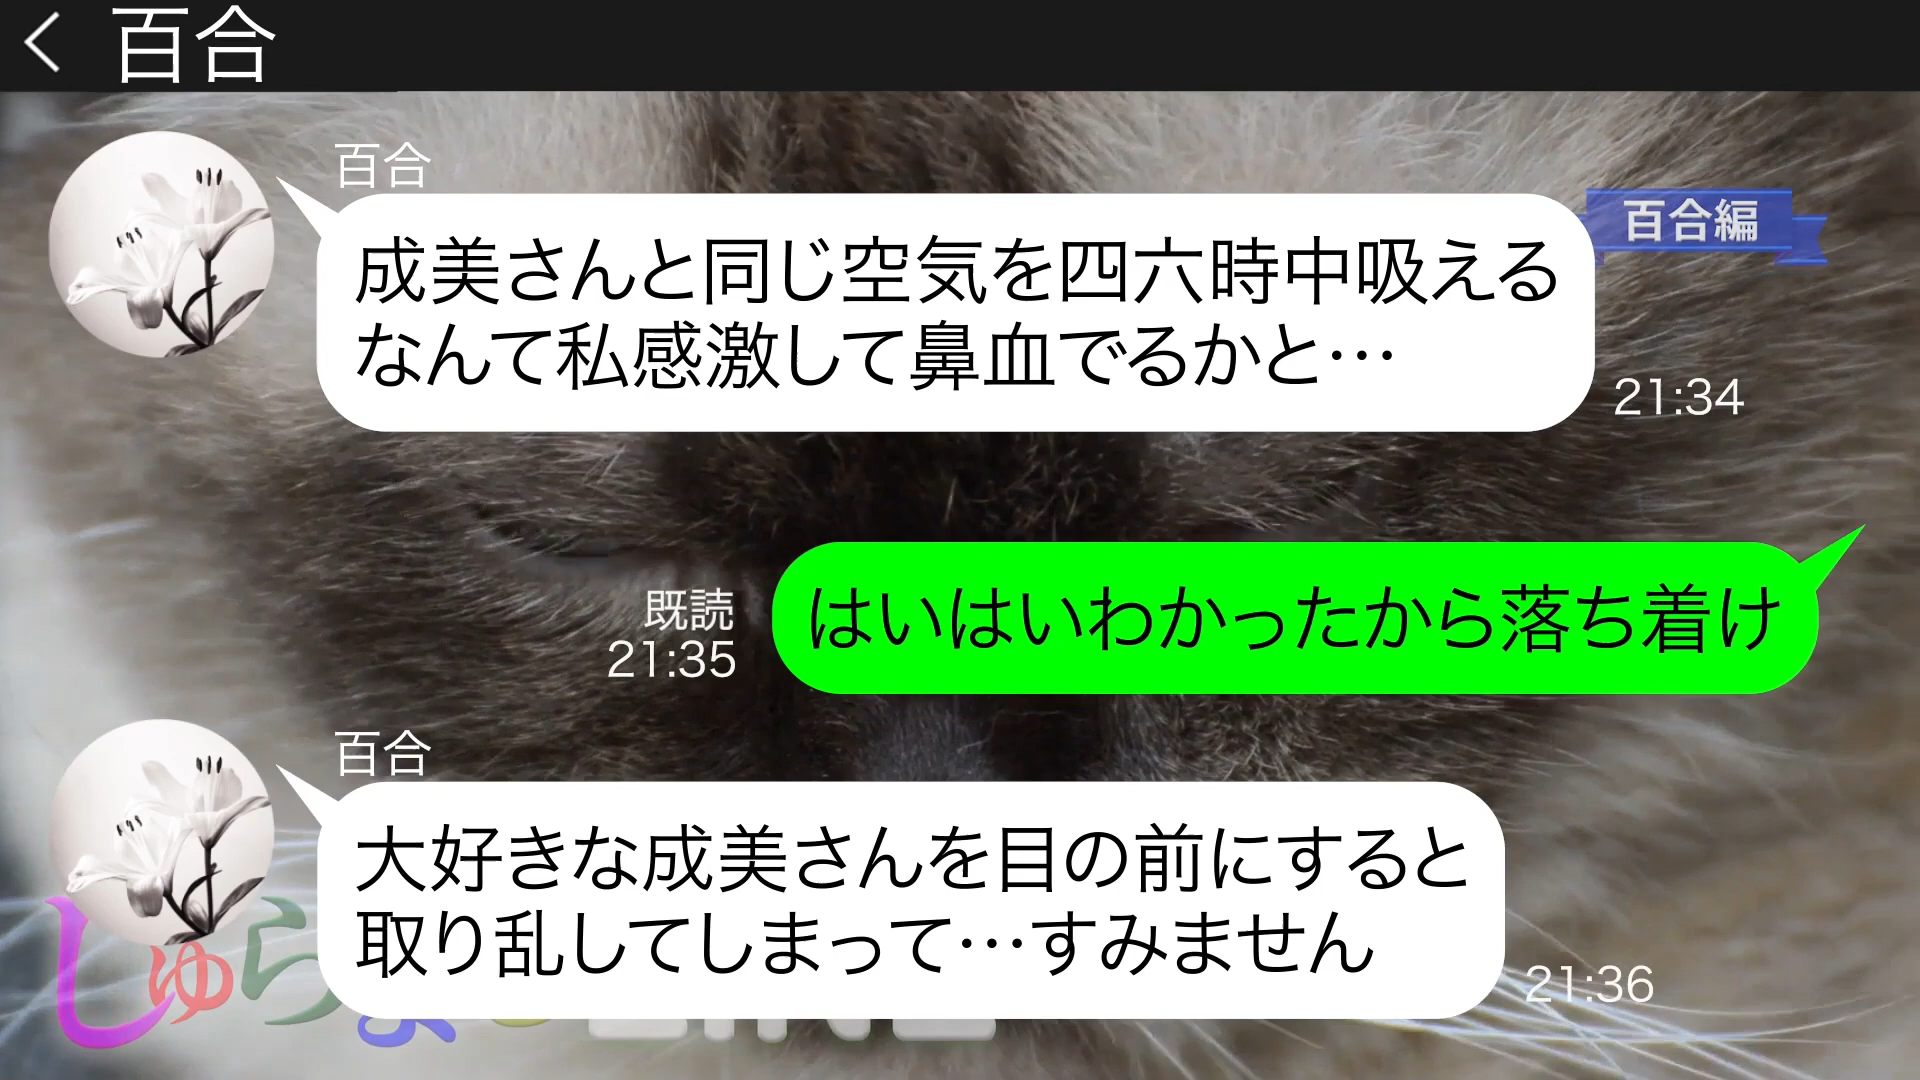 百合
百合
百合編
成美さんと同じ空気を四六時中吸える
なんて私感激して鼻血でるかと…
21:34
はいはいわかったから落ち着け
既読
21:35
百合
大好きな成美さんを目の前にすると
取り乱してしまって…すみません
21:36
しゅら
LINE